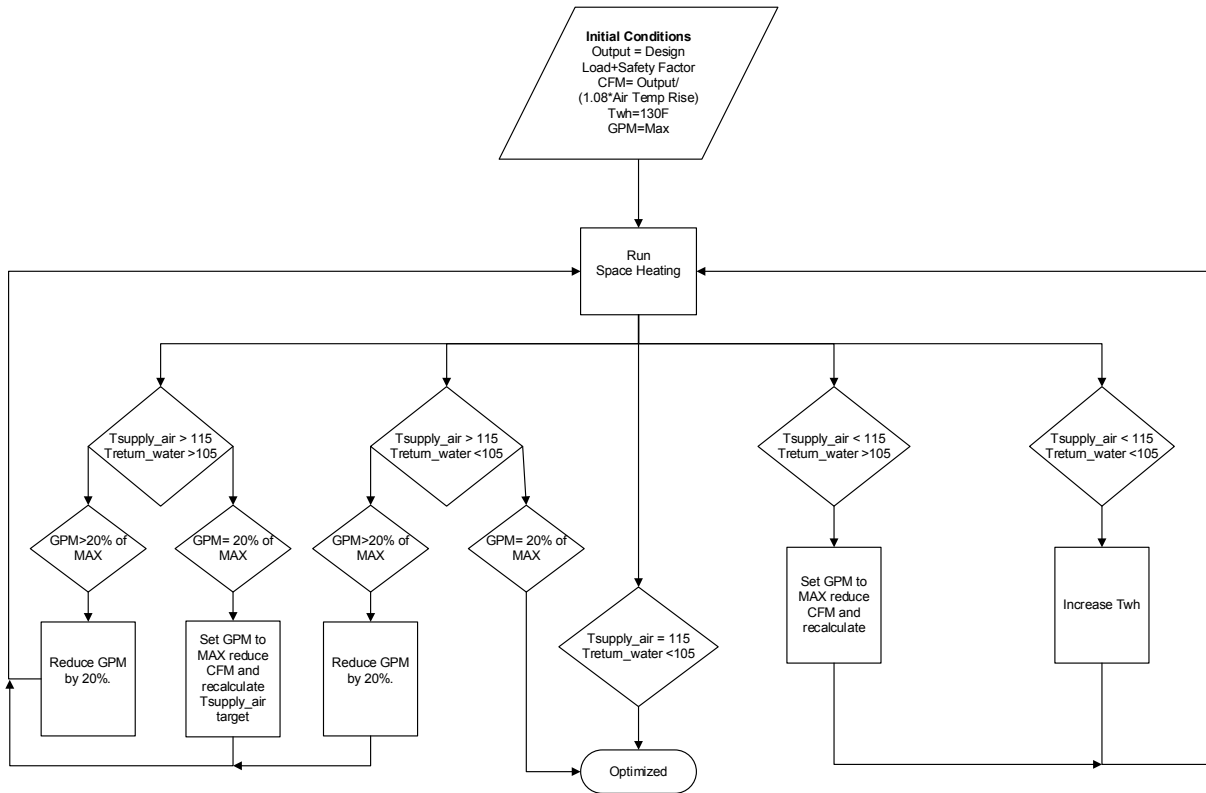 Initial Conditions
Output = Design
Load+Safety Factor
CFM= Output/
(1.08*Air Temp Rise)
Twh=130F
GPM=Max
Run
Space Heating
Tsupply_air > 115
Treturn_water >105
Tsupply_air > 115
Treturn_water <105
Tsupply_air < 115
Treturn_water >105
Tsupply_air < 115
Treturn_water <105
GPM>20% of
MAX
GPM= 20% of
MAX
GPM>20% of
MAX
GPM= 20% of
MAX
Reduce GPM
by 20%.
Set GPM to
MAX reduce
CFM and
recalculate
Tsupply_air
target
Reduce GPM
by 20%.
Tsupply_air = 115
Treturn_water <105
Set GPM to
MAX reduce
CFM and
recalculate
Increase Twh
Optimized